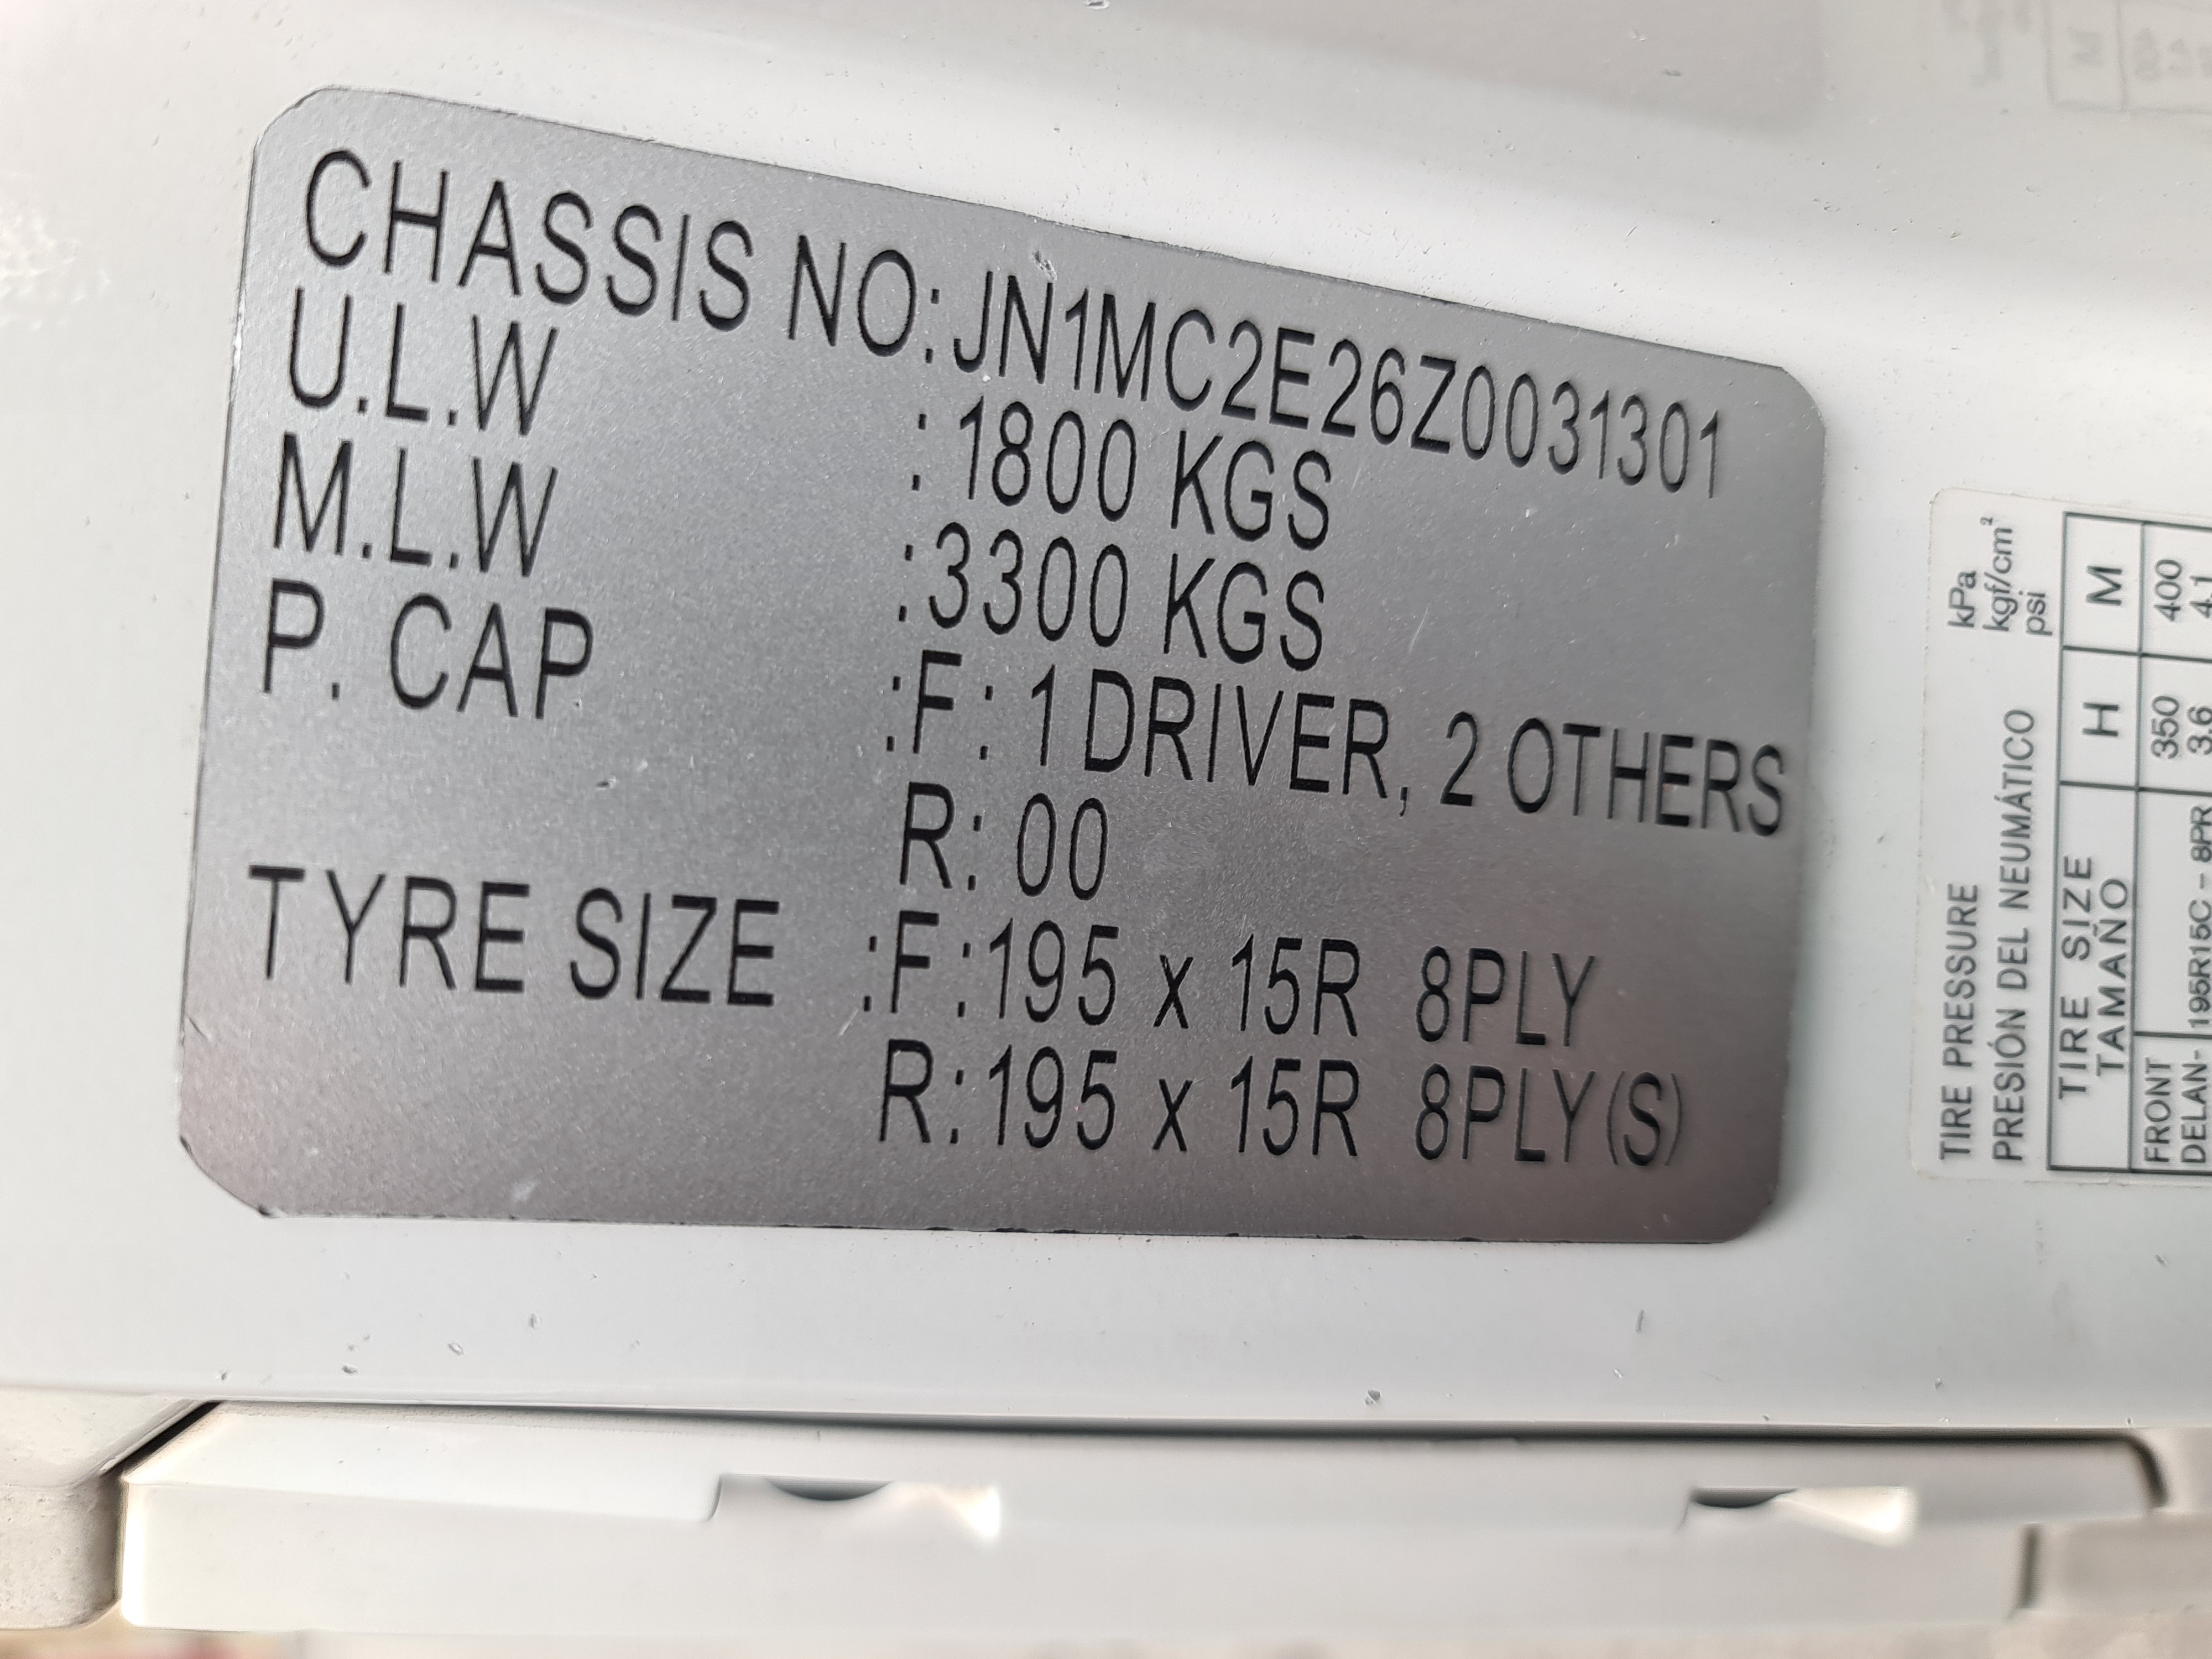 CHASSIS NO:JN1MC2E26Z0031301
U.L.W : 1800 KGS
M.L.W :3300 KGS
P. CAP :F: 1 DRIVER, 2 OTHERS
R: 00
TYRE SIZE :F:195 x 15R 8PLY
R:195 x 15R 8PLY(S)
TIRE PRESSURE kPa
PRESIÓN DEL NEUMÁTICO kgf/cm²
psi
TIRE SIZE H M
TAMAÑO
FRONT 195R15C - 8PR 350 400
DELAN- 3.6 4.1